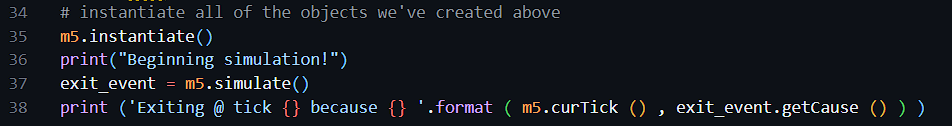 34 # instantiate all of the objects we've created above
35 m5.instantiate()
36 print("Beginning simulation!")
37 exit_event = m5.simulate()
38 print ('Exiting @ tick {} because {} '.format ( m5.curTick () , exit_event.getCause () ) )